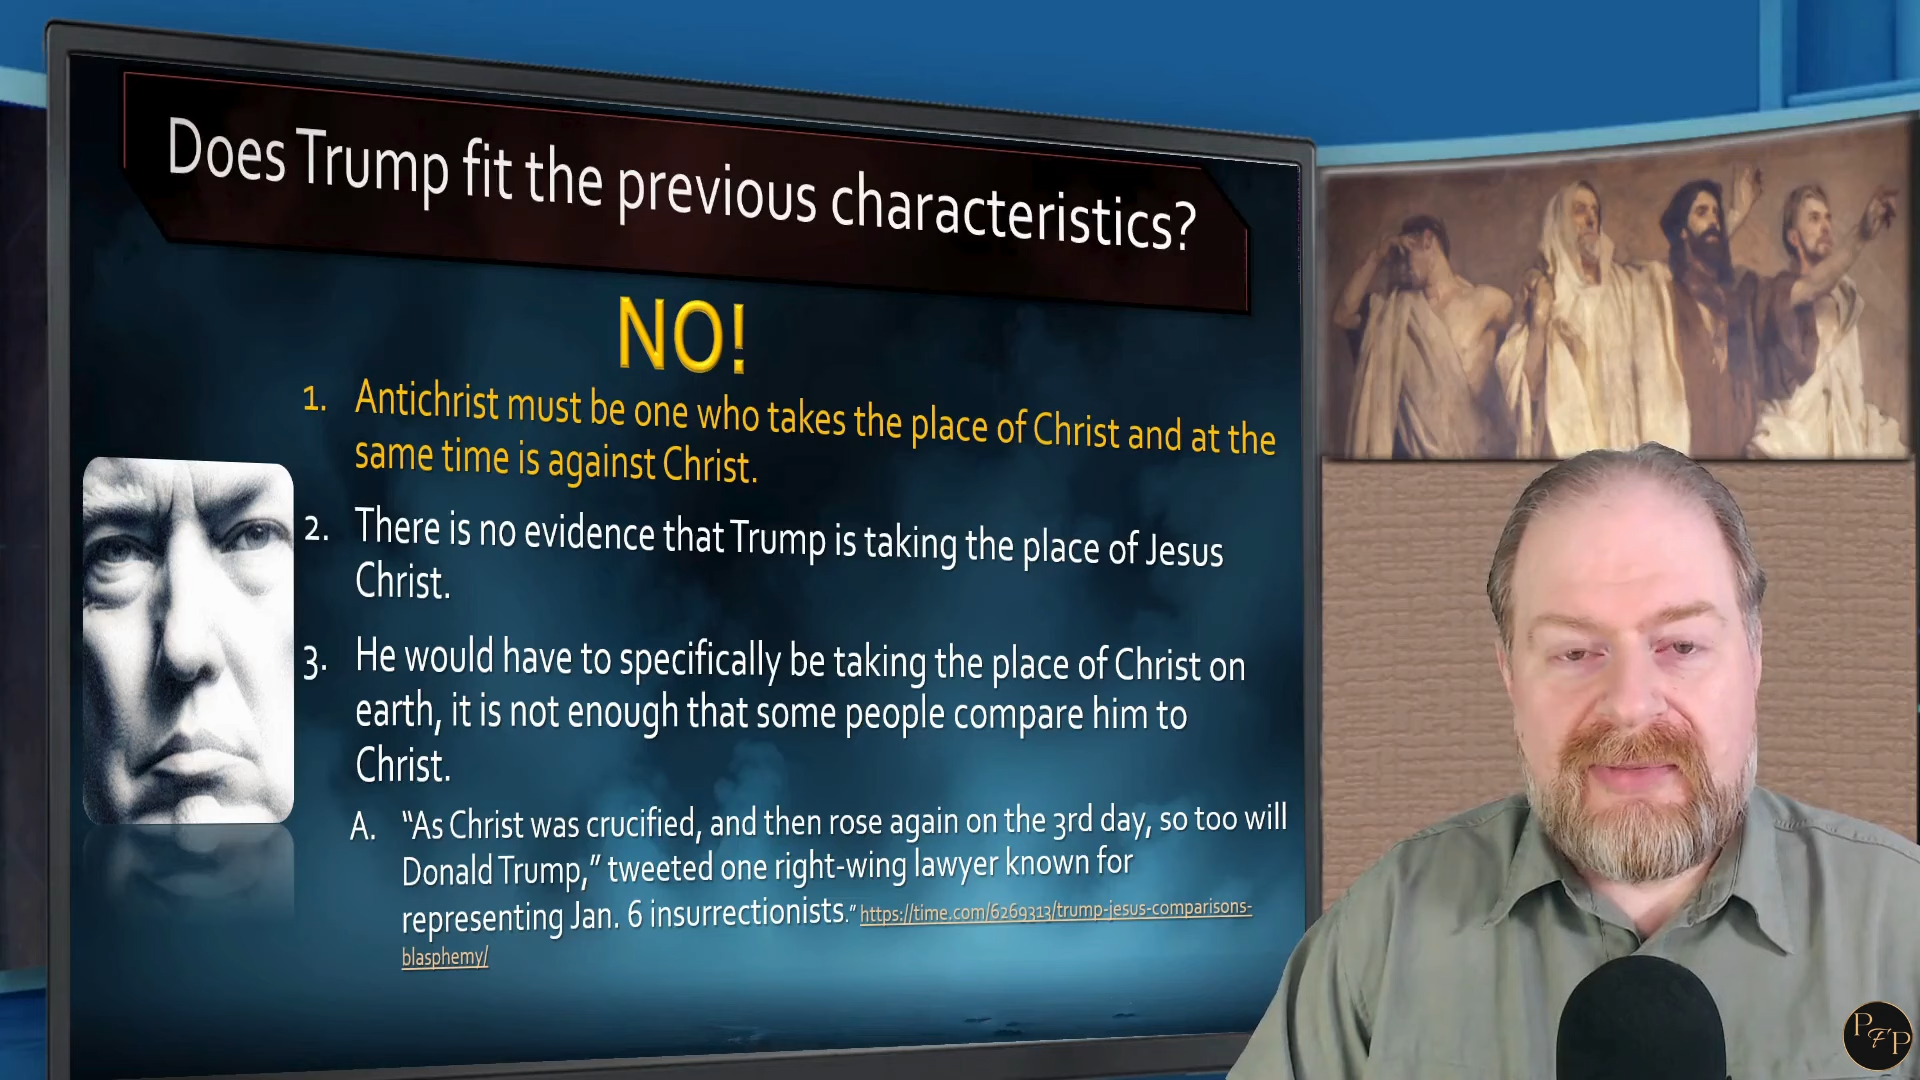 Does Trump fit the previous characteristics?
NO!
1. Antichrist must be one who takes the place of Christ and at the
same time is against Christ.
2. There is no evidence that Trump is taking the place of Jesus
Christ.
3. He would have to specifically be taking the place of Christ on
earth, it is not enough that some people compare him to
Christ.
A. “As Christ was crucified, and then rose again on the 3rd day, so too will
Donald Trump,” tweeted one right-wing lawyer known for
representing Jan. 6 insurrectionists.” https://time.com/6269313/trump-jesus-comparisons-
blasphemy/
PFP